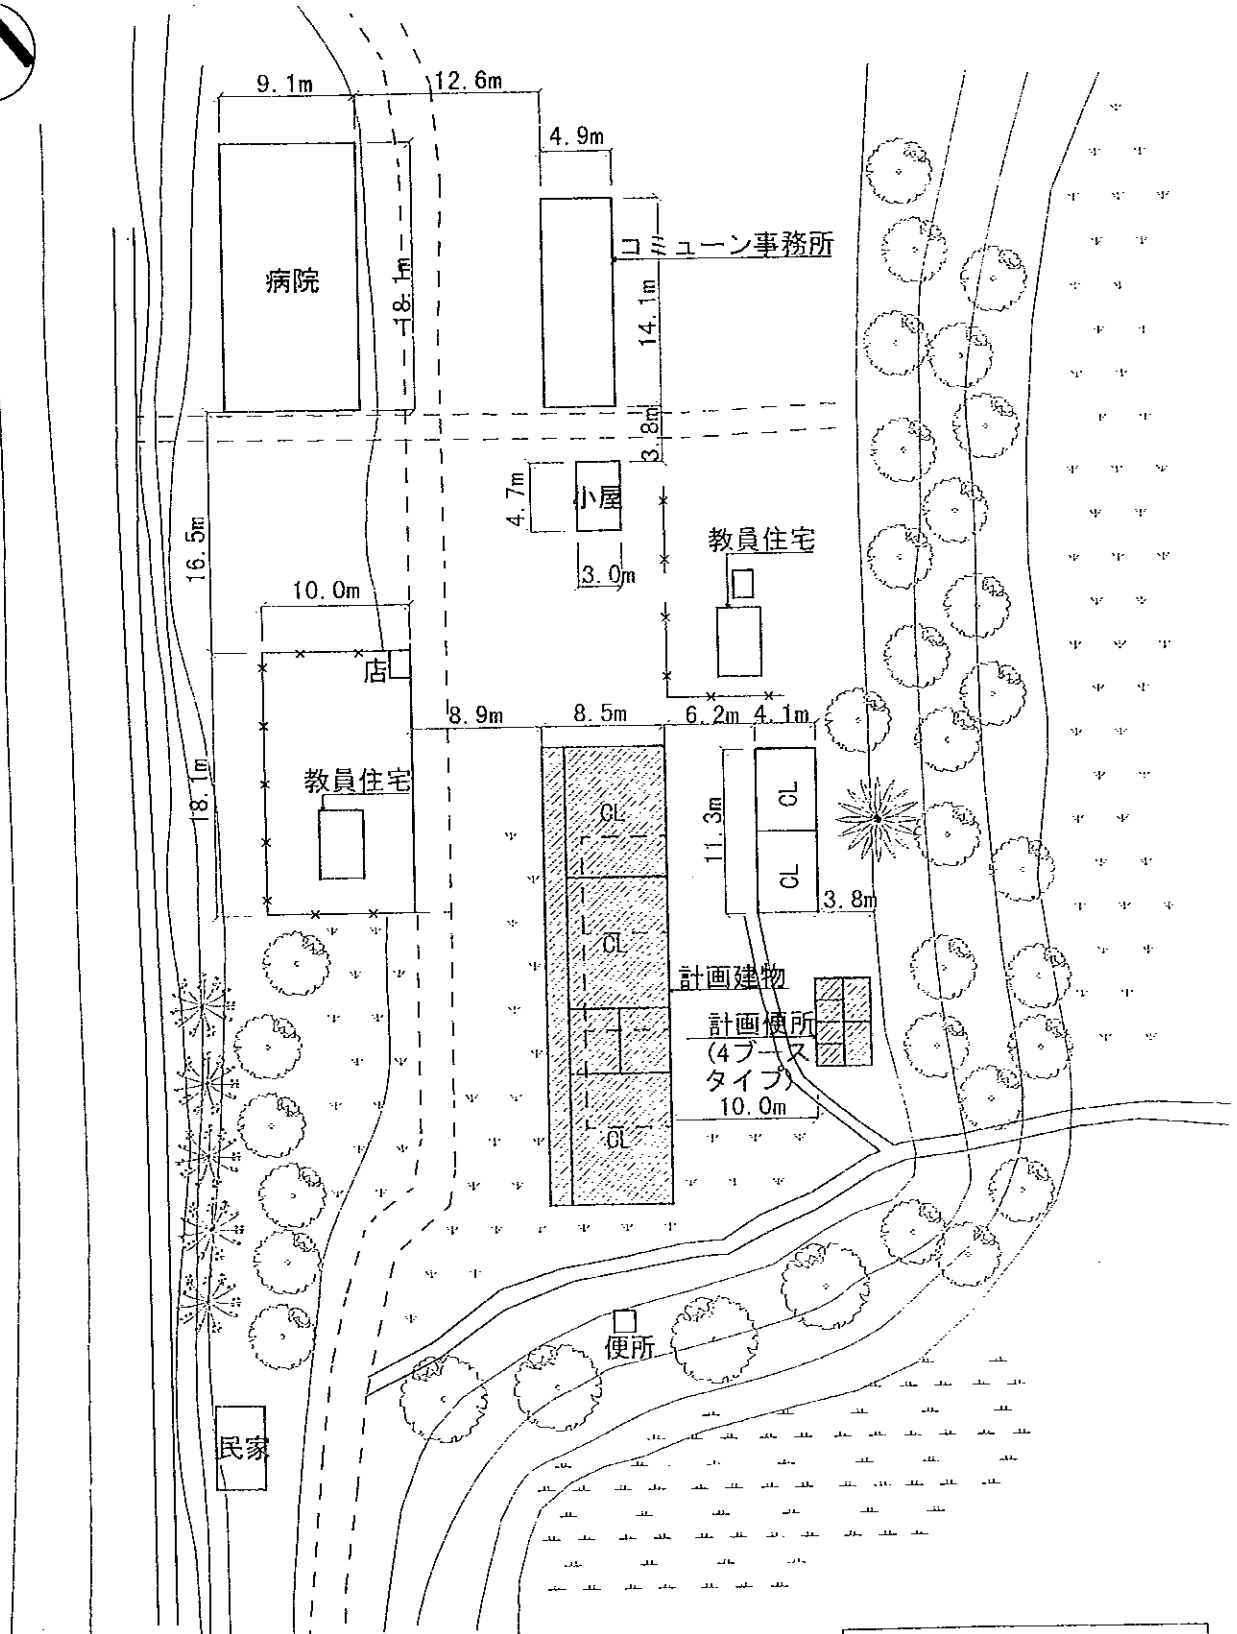 9.1m
12.6m
4.9m
コミューン事務所
病院
18.1m
14.1m
3.8m
小屋
4.7m
3.0m
教員住宅
16.5m
10.0m
店
8.9m
8.5m
6.2m
4.1m
教員住宅
18.1m
CL
CL
11.3m
CL
3.8m
CL
計画建物
計画便所
(4ブース
タイプ)
10.0m
CL
便所
民家